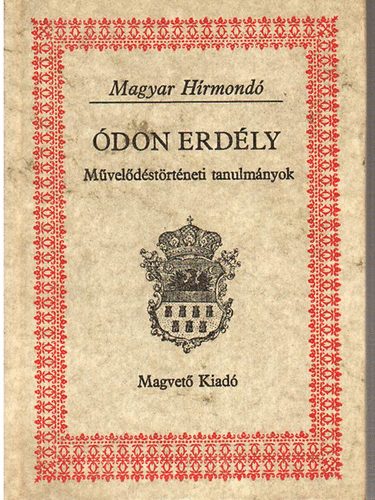 Magyar Hírmondó
ÓDON ERDÉLY
Művelődéstörténeti tanulmányok
Magvető Kiadó